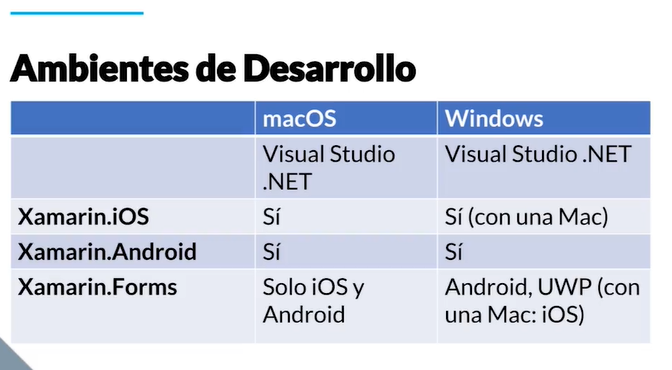 Ambientes de Desarrollo
macOS Windows
Visual Studio Visual Studio .NET
.NET
Xamarin.iOS Sí Sí (con una Mac)
Xamarin.Android Sí Sí
Xamarin.Forms Solo iOS y Android, UWP (con
Android una Mac: iOS)